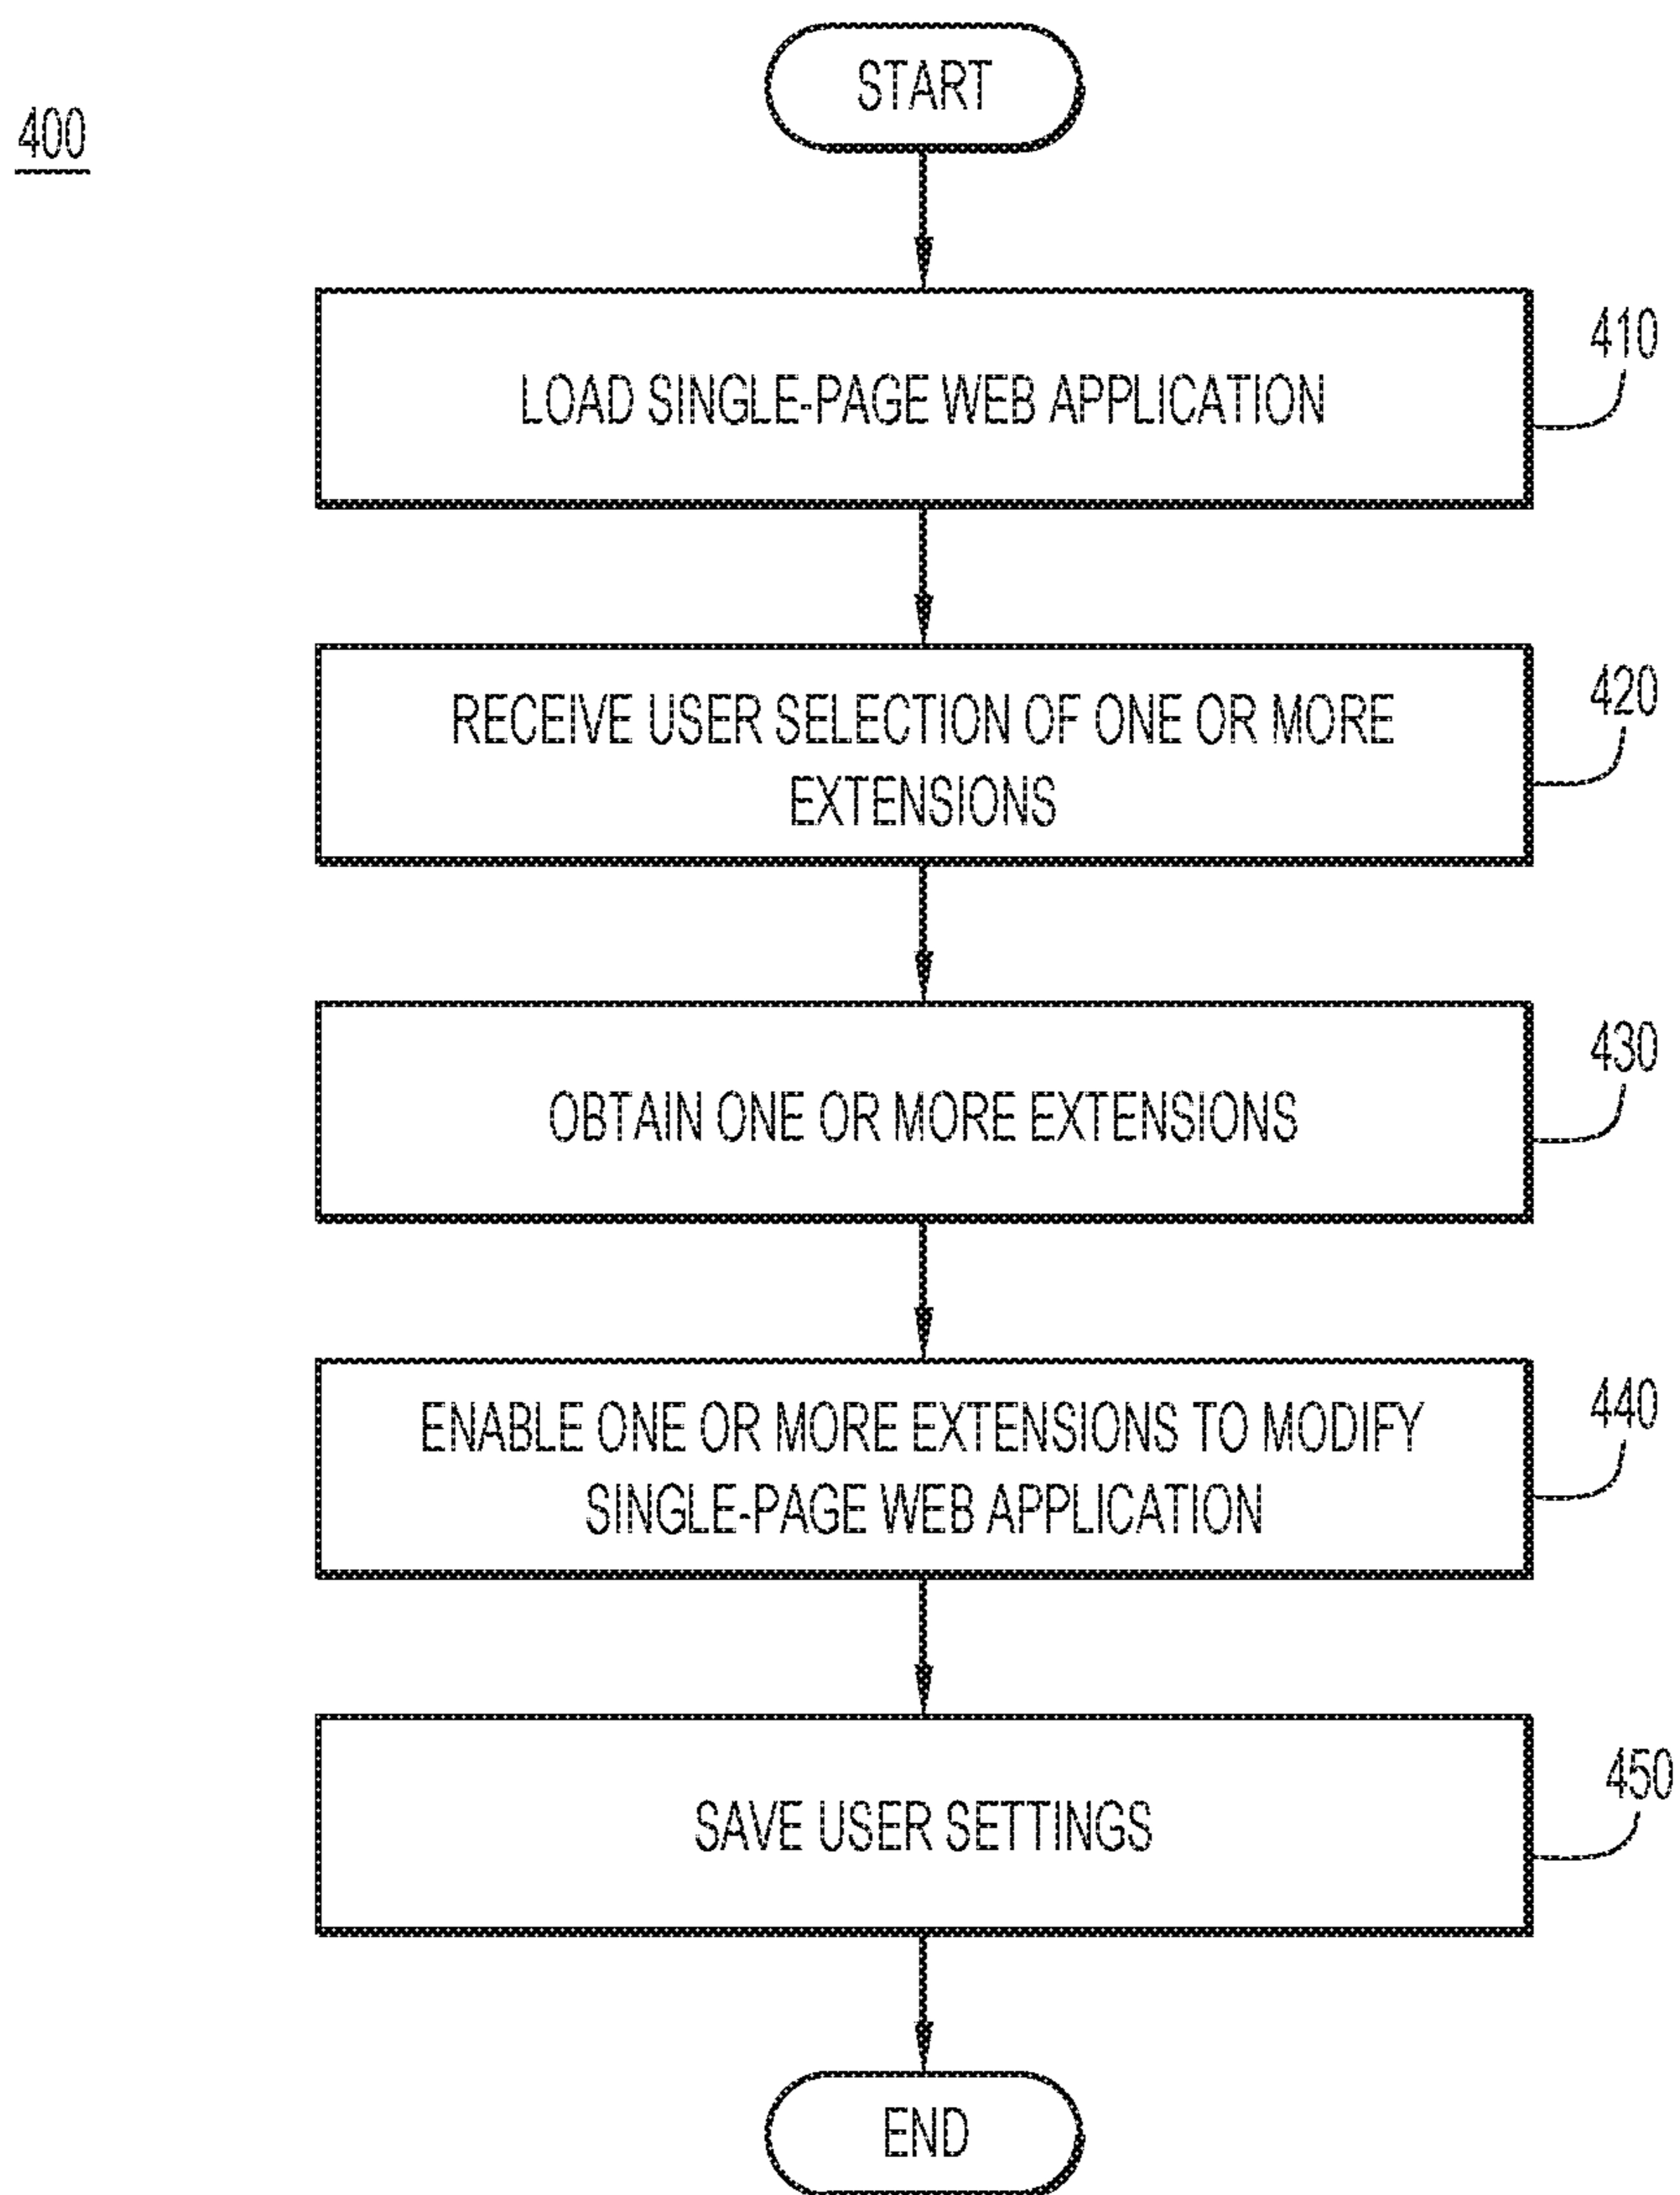 START
400
LOAD SINGLE-PAGE WEB APPLICATION
410
RECEIVE USER SELECTION OF ONE OR MORE
EXTENSIONS
420
OBTAIN ONE OR MORE EXTENSIONS
430
ENABLE ONE OR MORE EXTENSIONS TO MODIFY
SINGLE-PAGE WEB APPLICATION
440
SAVE USER SETTINGS
450
END